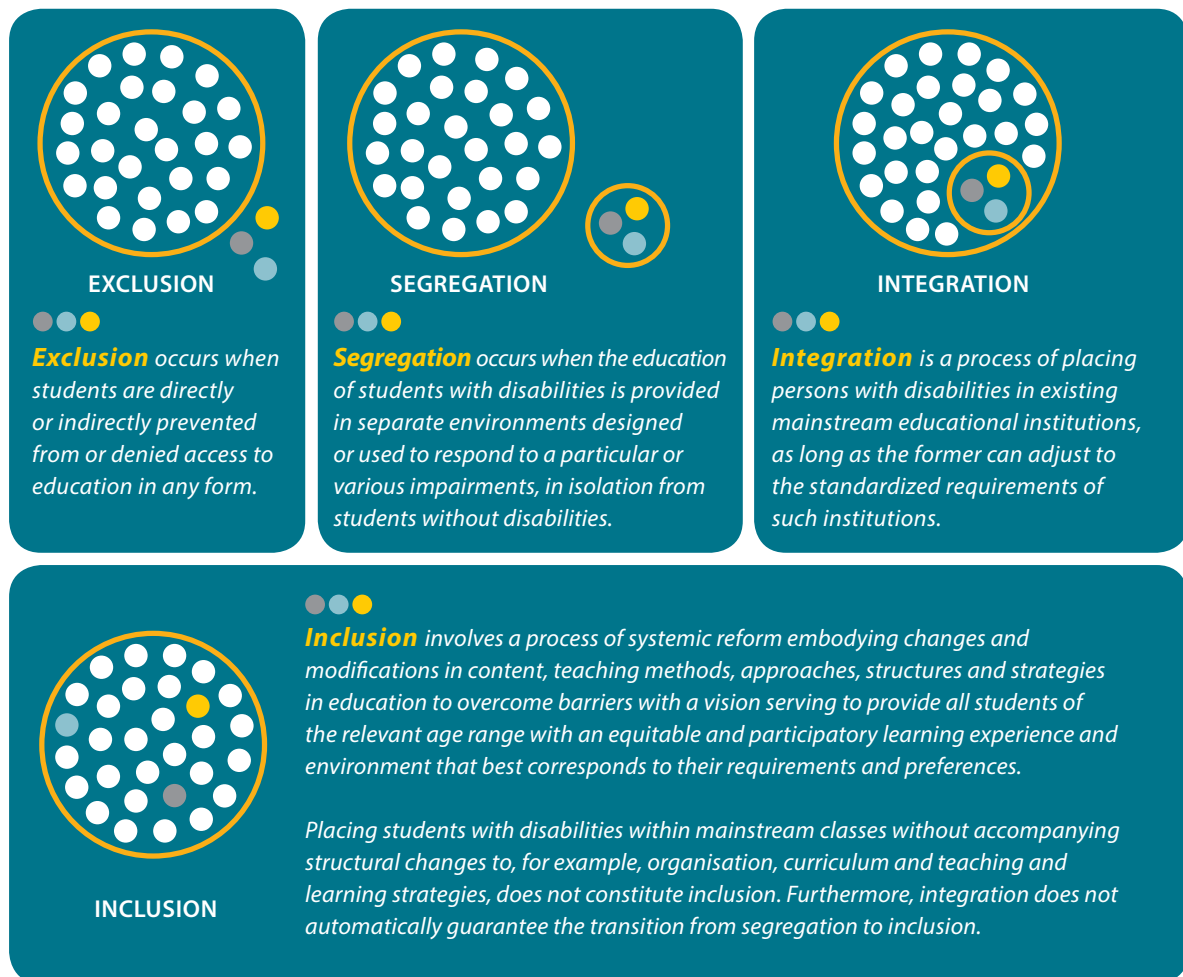 EXCLUSION
Exclusion occurs when
students are directly
or indirectly prevented
from or denied access to
education in any form.
SEGREGATION
Segregation occurs when the education
of students with disabilities is provided
in separate environments designed
or used to respond to a particular or
various impairments, in isolation from
students without disabilities.
INTEGRATION
Integration is a process of placing
persons with disabilities in existing
mainstream educational institutions,
as long as the former can adjust to
the standardized requirements of
such institutions.
INCLUSION
Inclusion involves a process of systemic reform embodying changes and
modifications in content, teaching methods, approaches, structures and strategies
in education to overcome barriers with a vision serving to provide all students of
the relevant age range with an equitable and participatory learning experience and
environment that best corresponds to their requirements and preferences.
Placing students with disabilities within mainstream classes without accompanying
structural changes to, for example, organisation, curriculum and teaching and
learning strategies, does not constitute inclusion. Furthermore, integration does not
automatically guarantee the transition from segregation to inclusion.